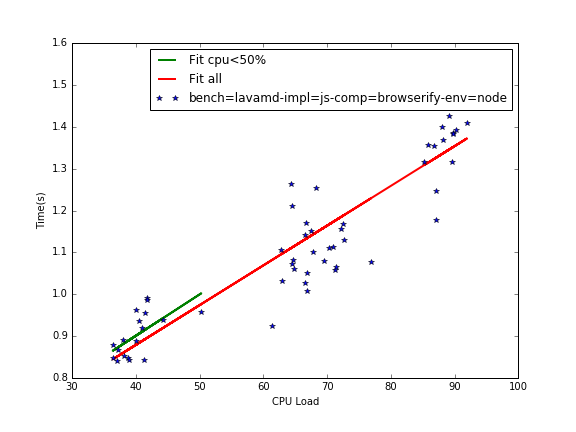 1.6
1.5
1.4
1.3
1.2
1.1
1.0
0.9
0.8
Time(s)
Fit cpu<50%
Fit all
bench=lavamd-impl=js-comp=browserify-env=node
30 40 50 60 70 80 90 100
CPU Load